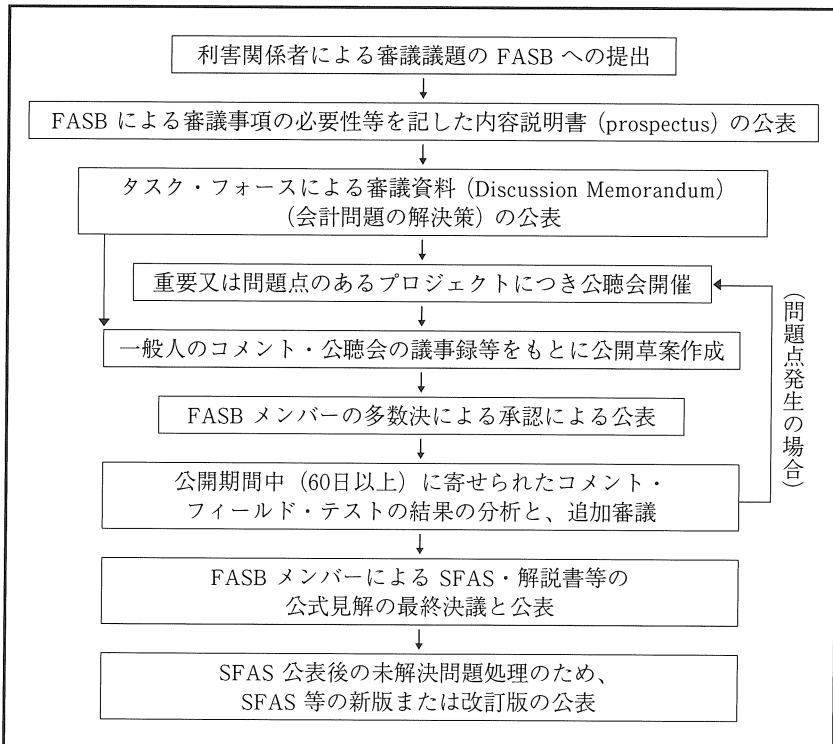 利害関係者による審議議題の FASB への提出
FASB による審議事項の必要性等を記した内容説明書 (prospectus) の公表
タスク・フォースによる審議資料 (Discussion Memorandum)
(会計問題の解決策) の公表
重要又は問題点のあるプロジェクトにつき公聴会開催
一般人のコメント・公聴会の議事録等をもとに公開草案作成
FASB メンバーの多数決による承認による公表
公開期間中 (60日以上) に寄せられたコメント・
フィールド・テストの結果の分析と、追加審議
(問題点発生の場合)
FASB メンバーによる SFAS・解説書等の
公式見解の最終決議と公表
SFAS 公表後の未解決問題処理のため、
SFAS 等の新版または改訂版の公表